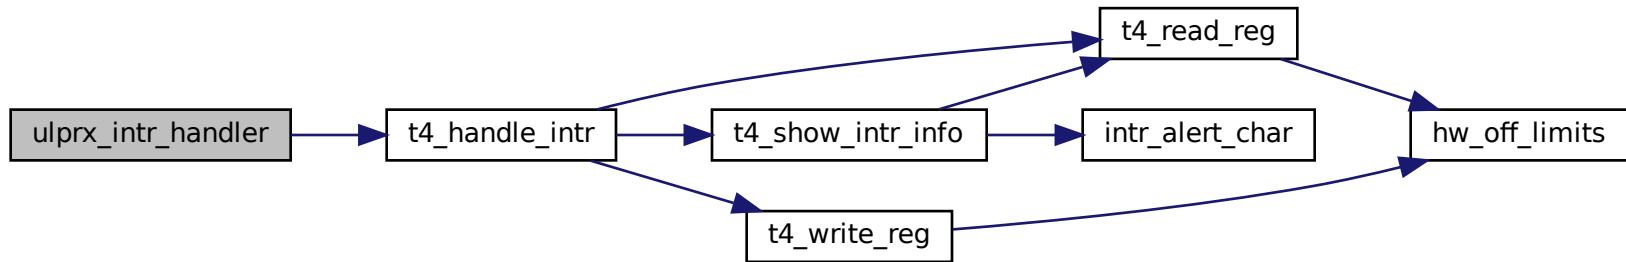 ulprx_intr_handler
t4_handle_intr
t4_read_reg
t4_show_intr_info
t4_write_reg
intr_alert_char
hw_off_limits